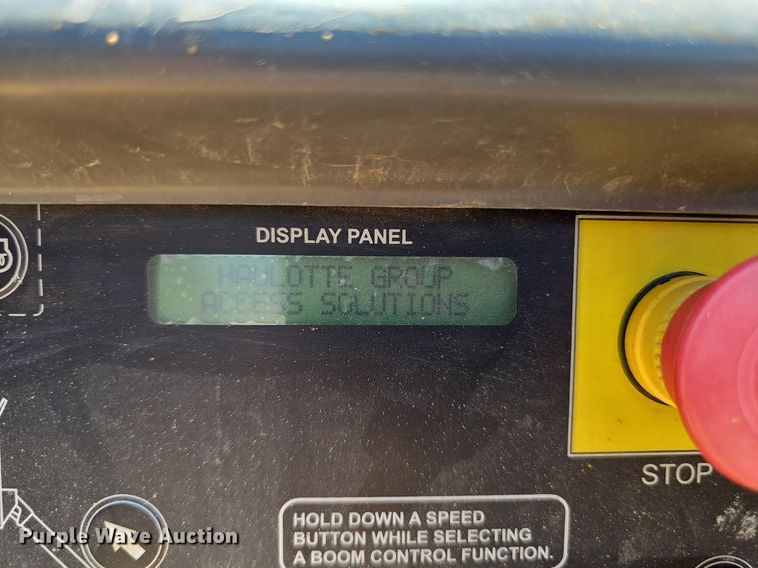 DISPLAY PANEL
HAULOTTE GROUP
ACCESS SOLUTIONS
STOP
HOLD DOWN A SPEED
BUTTON WHILE SELECTING
A BOOM CONTROL FUNCTION.
Purple Wave Auction